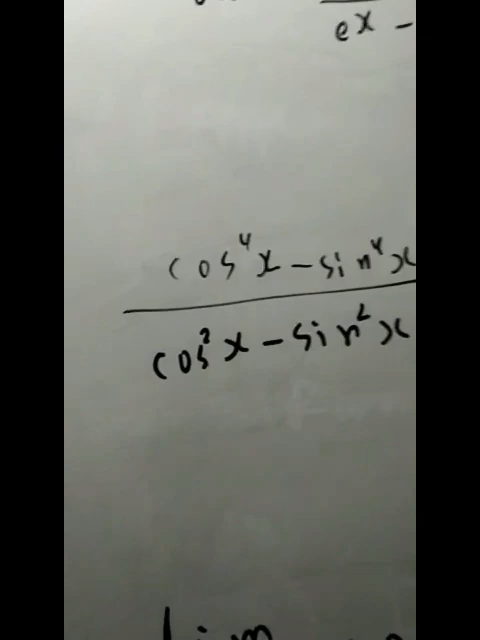 eˣ -
cos⁴x - sin⁴x
cos²x - sin²x
lim